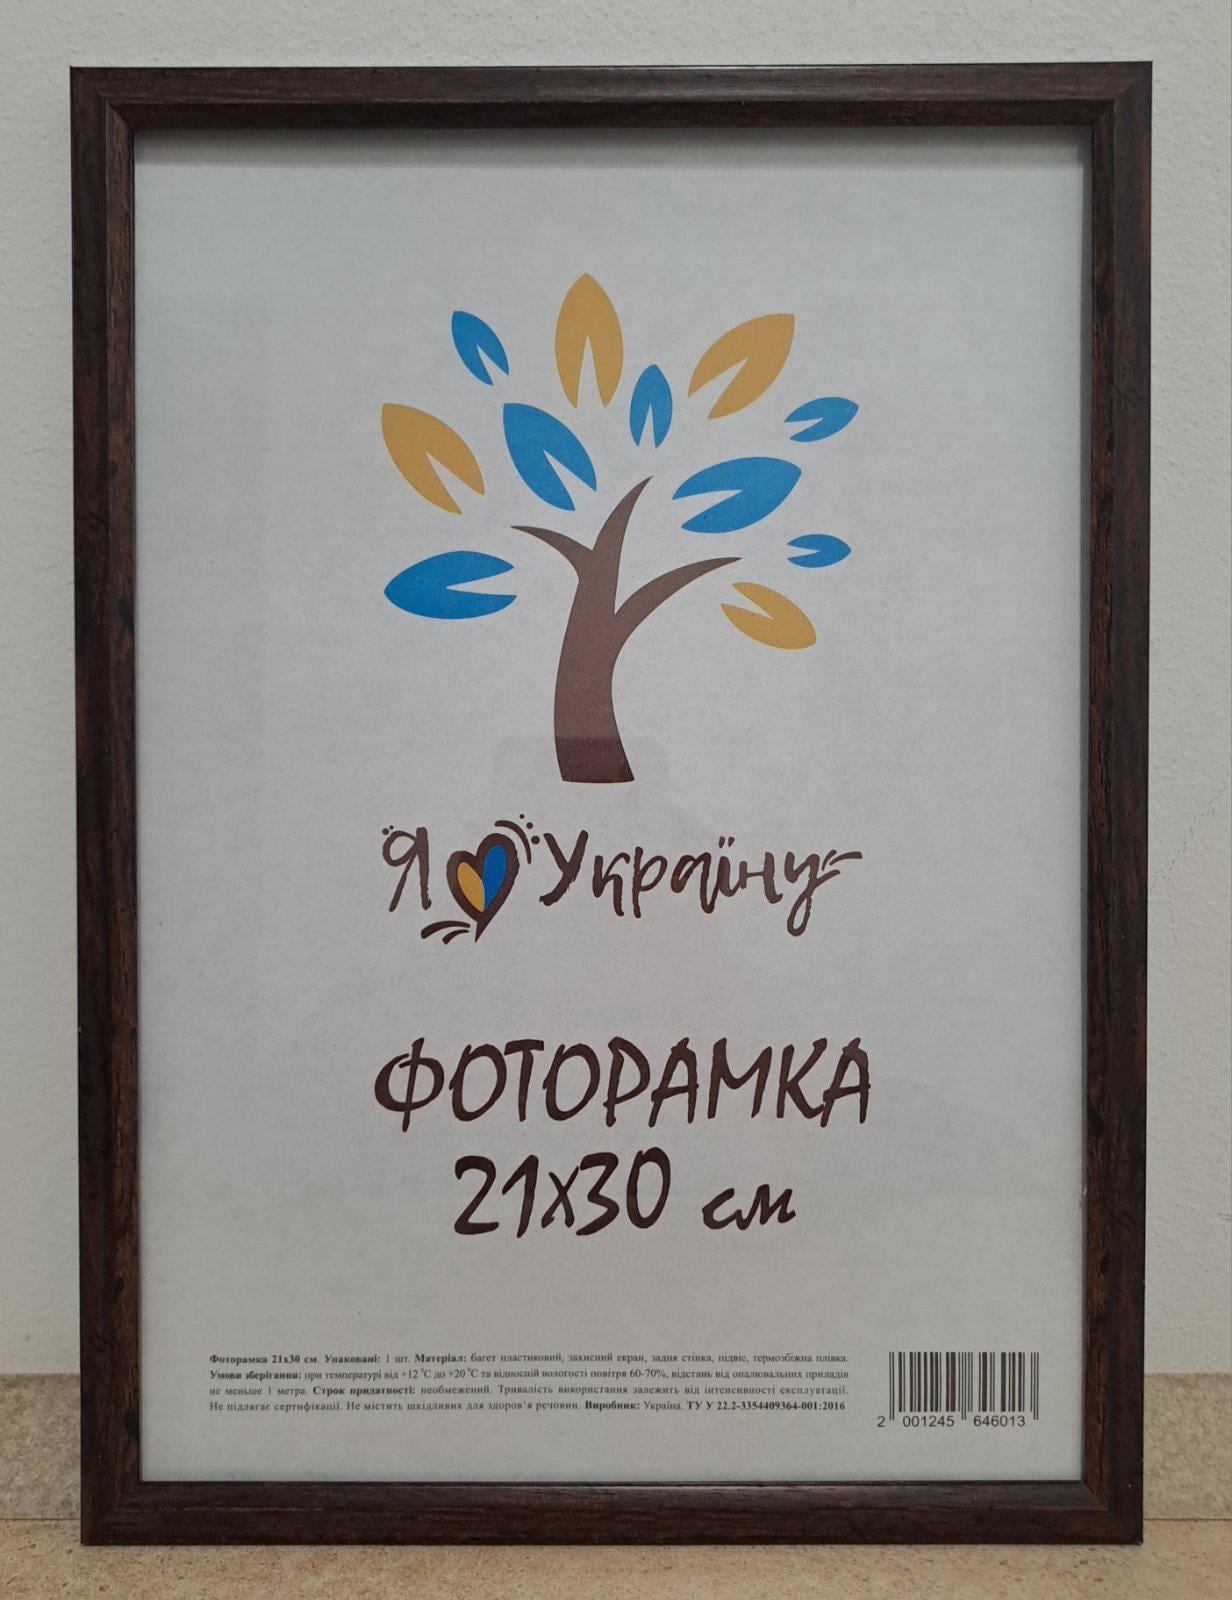 Я Україну
ФОТОРАМКА
21х30 см
Фоторамка 21х30 см. Упаковані: 1 шт. Матеріал: багет пластиковий, захисний екран, задня стінка, підвіс, термозбіжна плівка.
Умови зберігання: при температурі від +12 °С до +20 °С та відносній вологості повітря 60-70%, відстань від опалювальних приладів
не меньше 1 метра. Строк придатності: необмежений. Тривалість використання залежить від інтенсивності експлуатації.
Не підлягає сертифікації. Не містить шкідливих для здоров'я речовин. Виробник: Україна. ТУ У 22.2-3354409364-001:2016
2 001245 646013